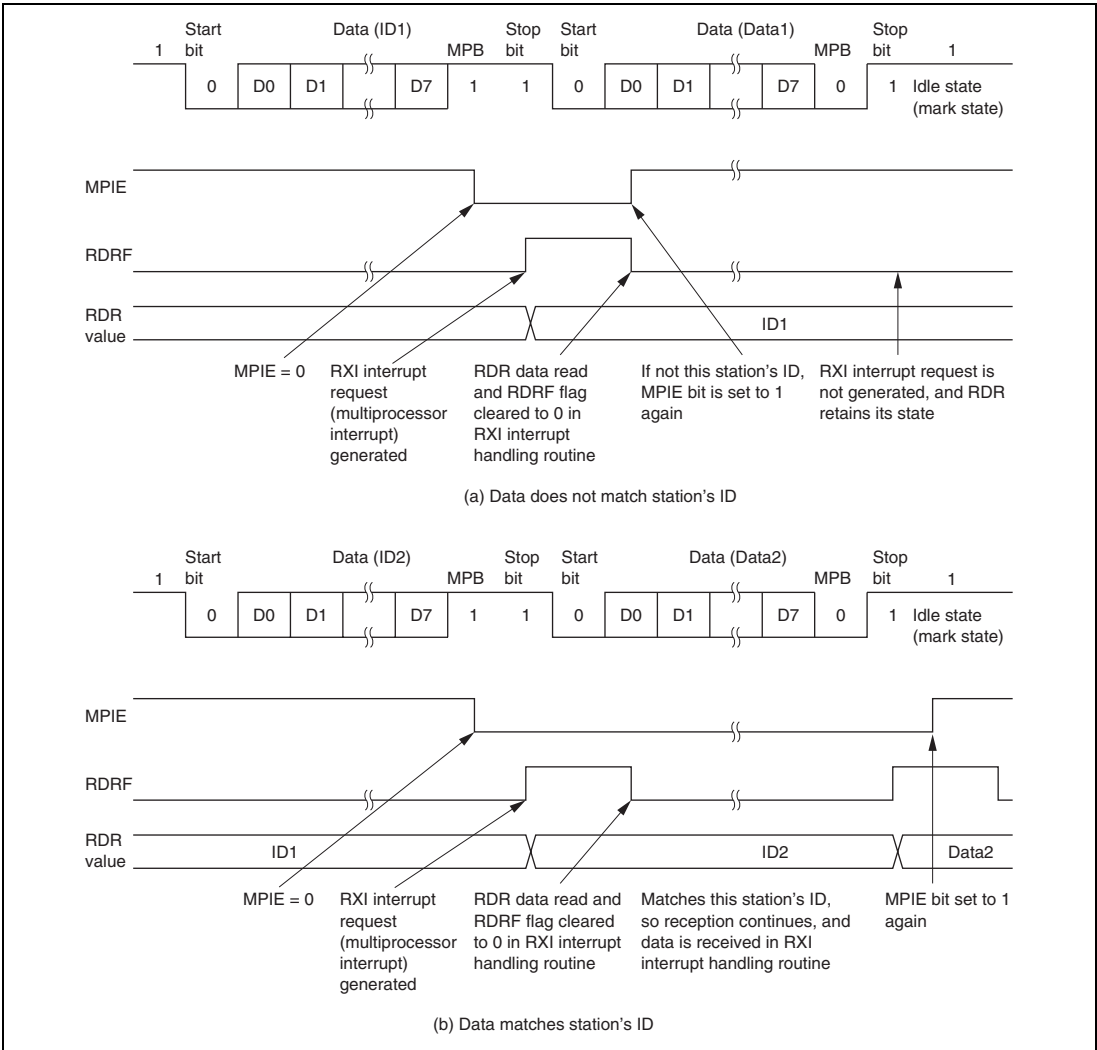 Start Data (ID1) Stop Start Data (Data1) Stop
1 bit MPB bit bit MPB bit 1
0 D0 D1 D7 1 1 0 D0 D1 D7 0 1 Idle state
(mark state)
MPIE
RDRF
RDR
value
ID1
MPIE = 0
RXI interrupt
request
(multiprocessor
interrupt)
generated
RDR data read
and RDRF flag
cleared to 0 in
RXI interrupt
handling routine
If not this station's ID,
MPIE bit is set to 1
again
RXI interrupt request is
not generated, and RDR
retains its state
(a) Data does not match station's ID
Start Data (ID2) Stop Start Data (Data2) Stop
1 bit MPB bit bit MPB bit 1
0 D0 D1 D7 1 1 0 D0 D1 D7 0 1 Idle state
(mark state)
MPIE
RDRF
RDR
value
ID1 ID2 Data2
MPIE = 0
RXI interrupt
request
(multiprocessor
interrupt)
generated
RDR data read and
RDRF flag cleared
to 0 in RXI interrupt
handling routine
Matches this station's ID,
so reception continues, and
data is received in RXI
interrupt handling routine
MPIE bit set to 1
again
(b) Data matches station's ID